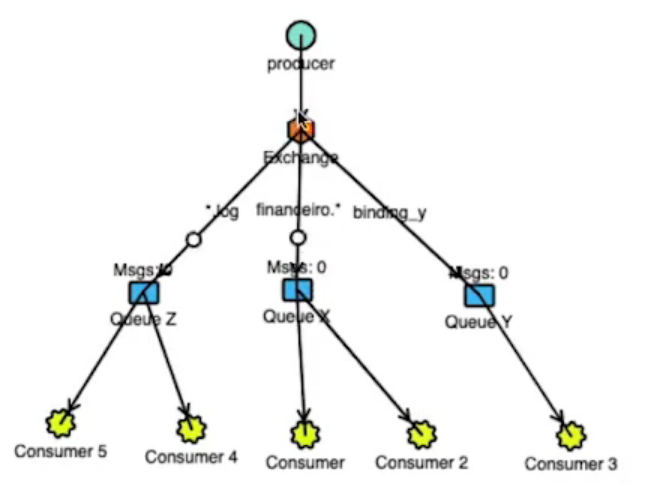 producer
Exchange
*.log
financeiro.*
binding_y
Msgs: 0
Msgs: 0
Msgs: 0
Queue Z
Queue X
Queue Y
Consumer 5
Consumer 4
Consumer
Consumer 2
Consumer 3